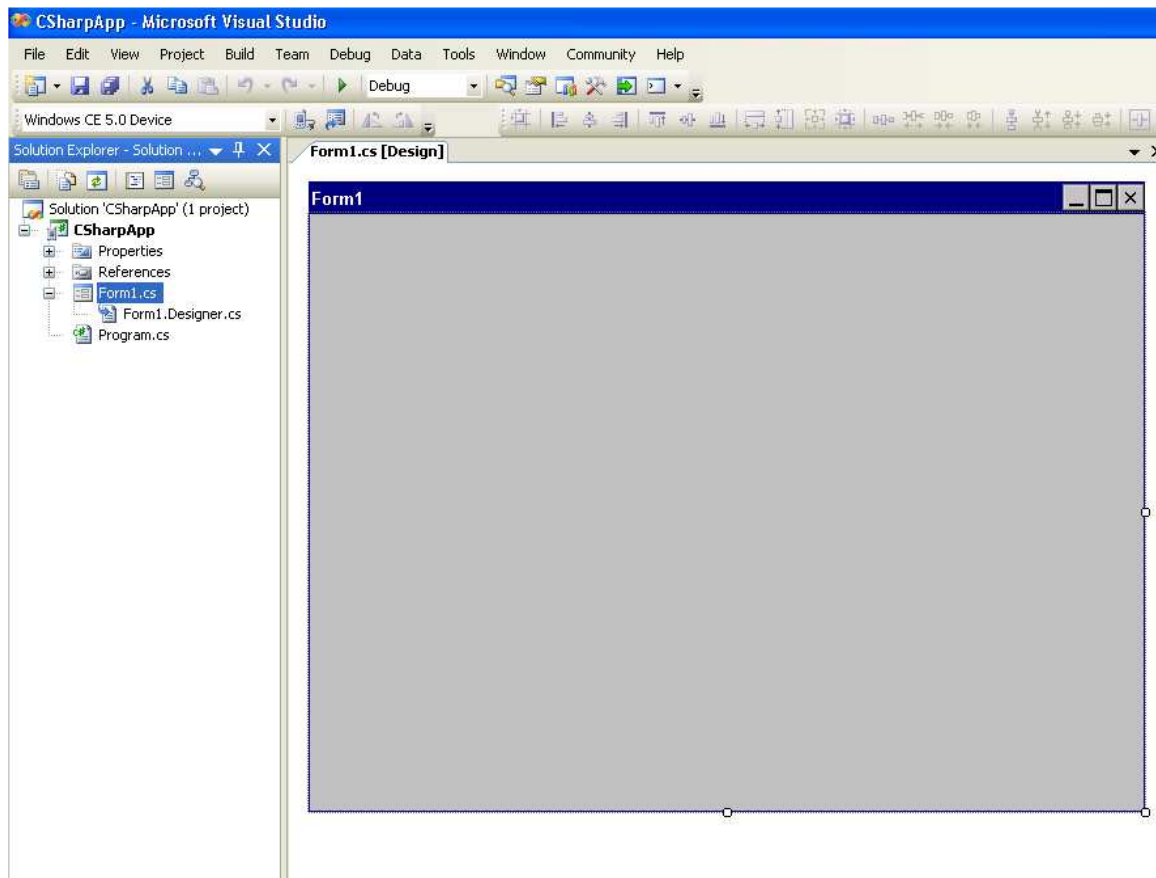 CSharpApp - Microsoft Visual Studio
File Edit View Project Build Team Debug Data Tools Window Community Help
Debug
Windows CE 5.0 Device
Solution Explorer - Solution ...
Form1.cs [Design]
Solution 'CSharpApp' (1 project)
CSharpApp
Properties
References
Form1.cs
Form1.Designer.cs
Program.cs
Form1